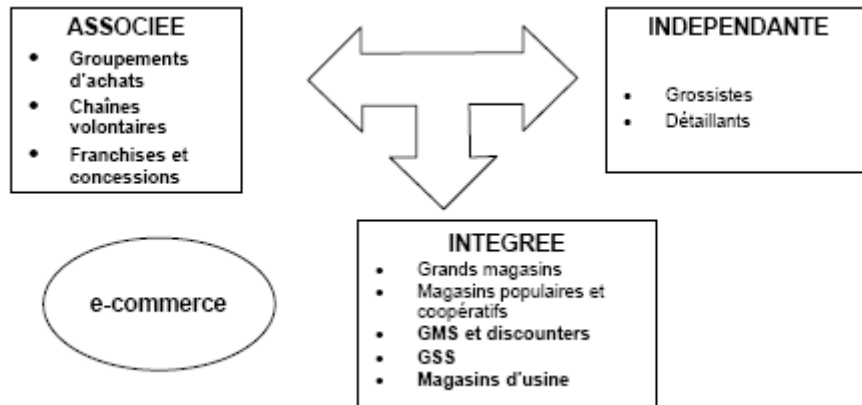 ASSOCIEE
• Groupements
d'achats
• Chaînes
volontaires
• Franchises et
concessions
INDEPENDANTE
• Grossistes
• Détaillants
INTÉGREE
• Grands magasins
• Magasins populaires et
coopératifs
• GMS et discounters
• GSS
• Magasins d'usine
e-commerce